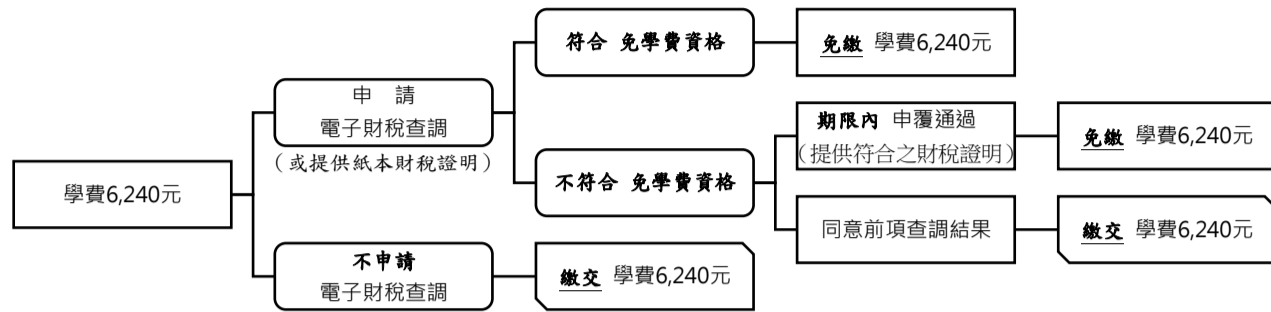 符合 免學費資格
免繳 學費6,240元
申 請
電子財稅查調
(或提供紙本財稅證明)
期限內 申覆通過
(提供符合之財稅證明)
免繳 學費6,240元
學費6,240元
不符合 免學費資格
同意前項查調結果
繳交 學費6,240元
不申請
電子財稅查調
繳交 學費6,240元